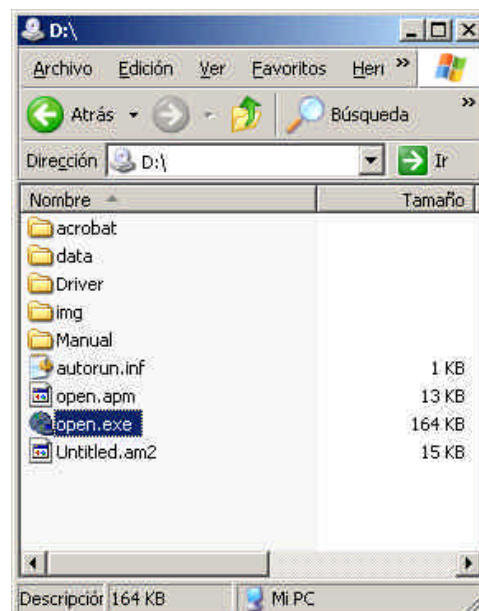 D:\
Archivo Edición Ver Favoritos Herr »
Atrás Búsqueda »
Dirección D:\ Ir
Nombre Tamaño
acrobat
data
Driver
img
Manual
autorun.inf 1 KB
open.apm 13 KB
open.exe 164 KB
Untitled.am2 15 KB
Descripción 164 KB Mi PC